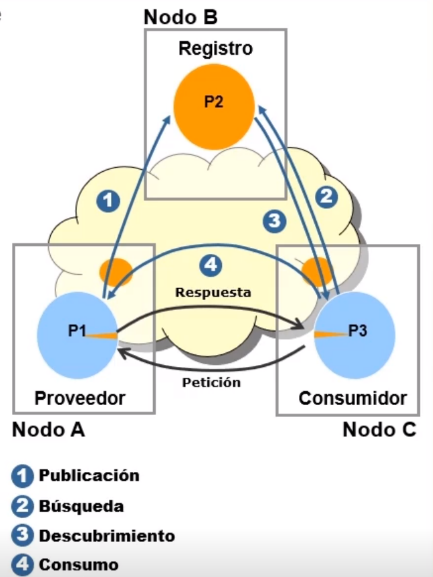 Nodo B
Registro
P2
1
2
3
4
Respuesta
P1
P3
Petición
Proveedor
Consumidor
Nodo A
Nodo C
1 Publicación
2 Búsqueda
3 Descubrimiento
4 Consumo